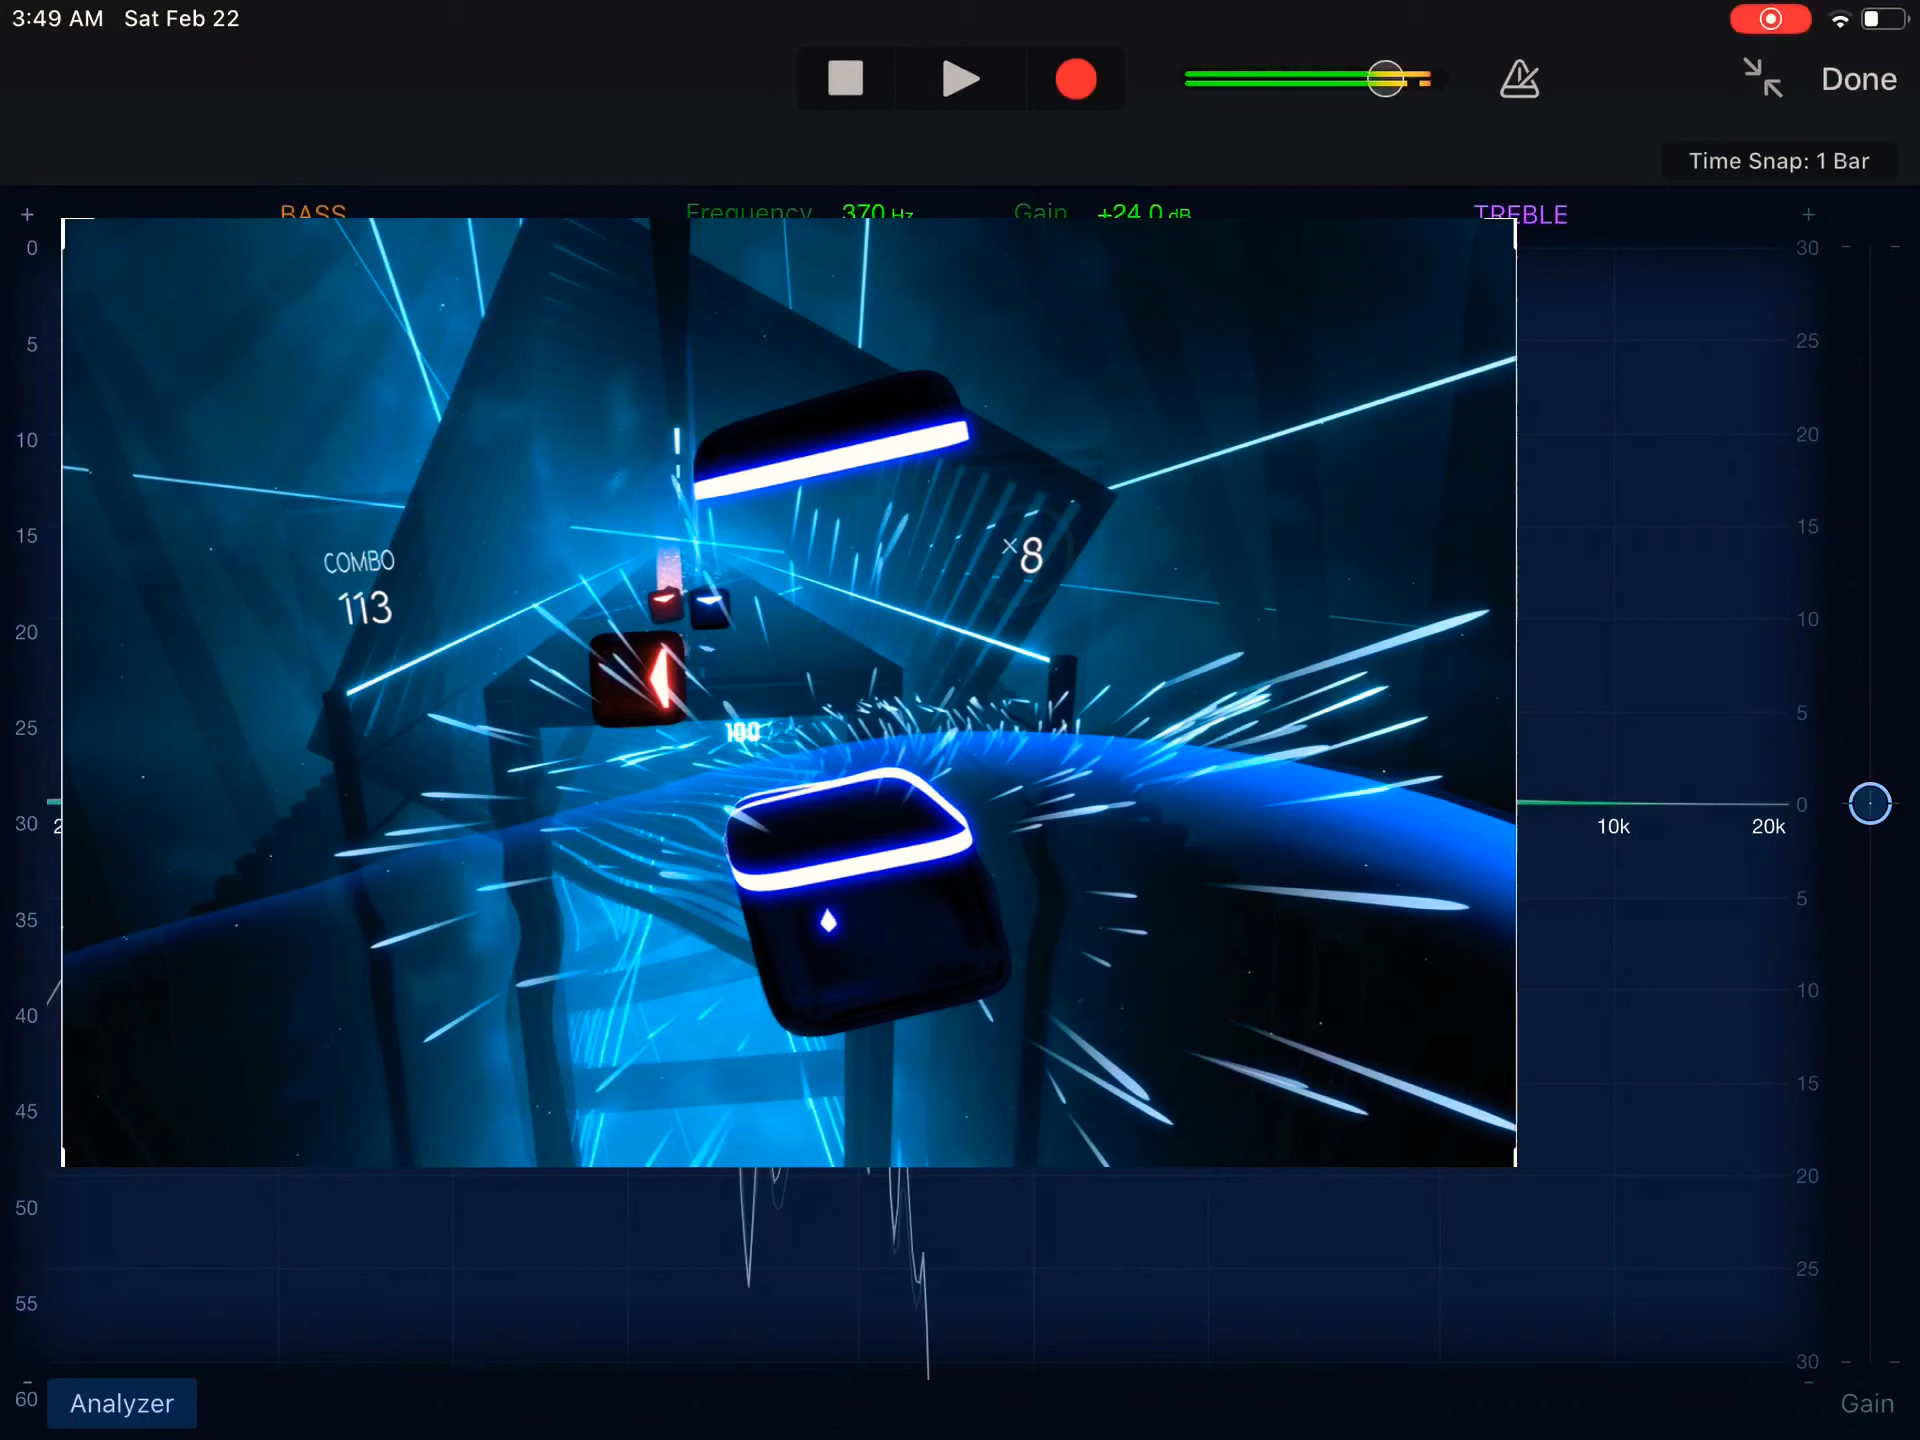 3:49 AM Sat Feb 22
Done
Time Snap: 1 Bar
BASS Frequency 370 Hz Gain +24.0 dB TREBLE
+ +
0 30
5 25
10 20
15 15
20 10
25 5
30 2 0
10k 20k
35 5
40 10
45 15
50 20
55 25
60 30
COMBO
113
×8
100
Analyzer Gain